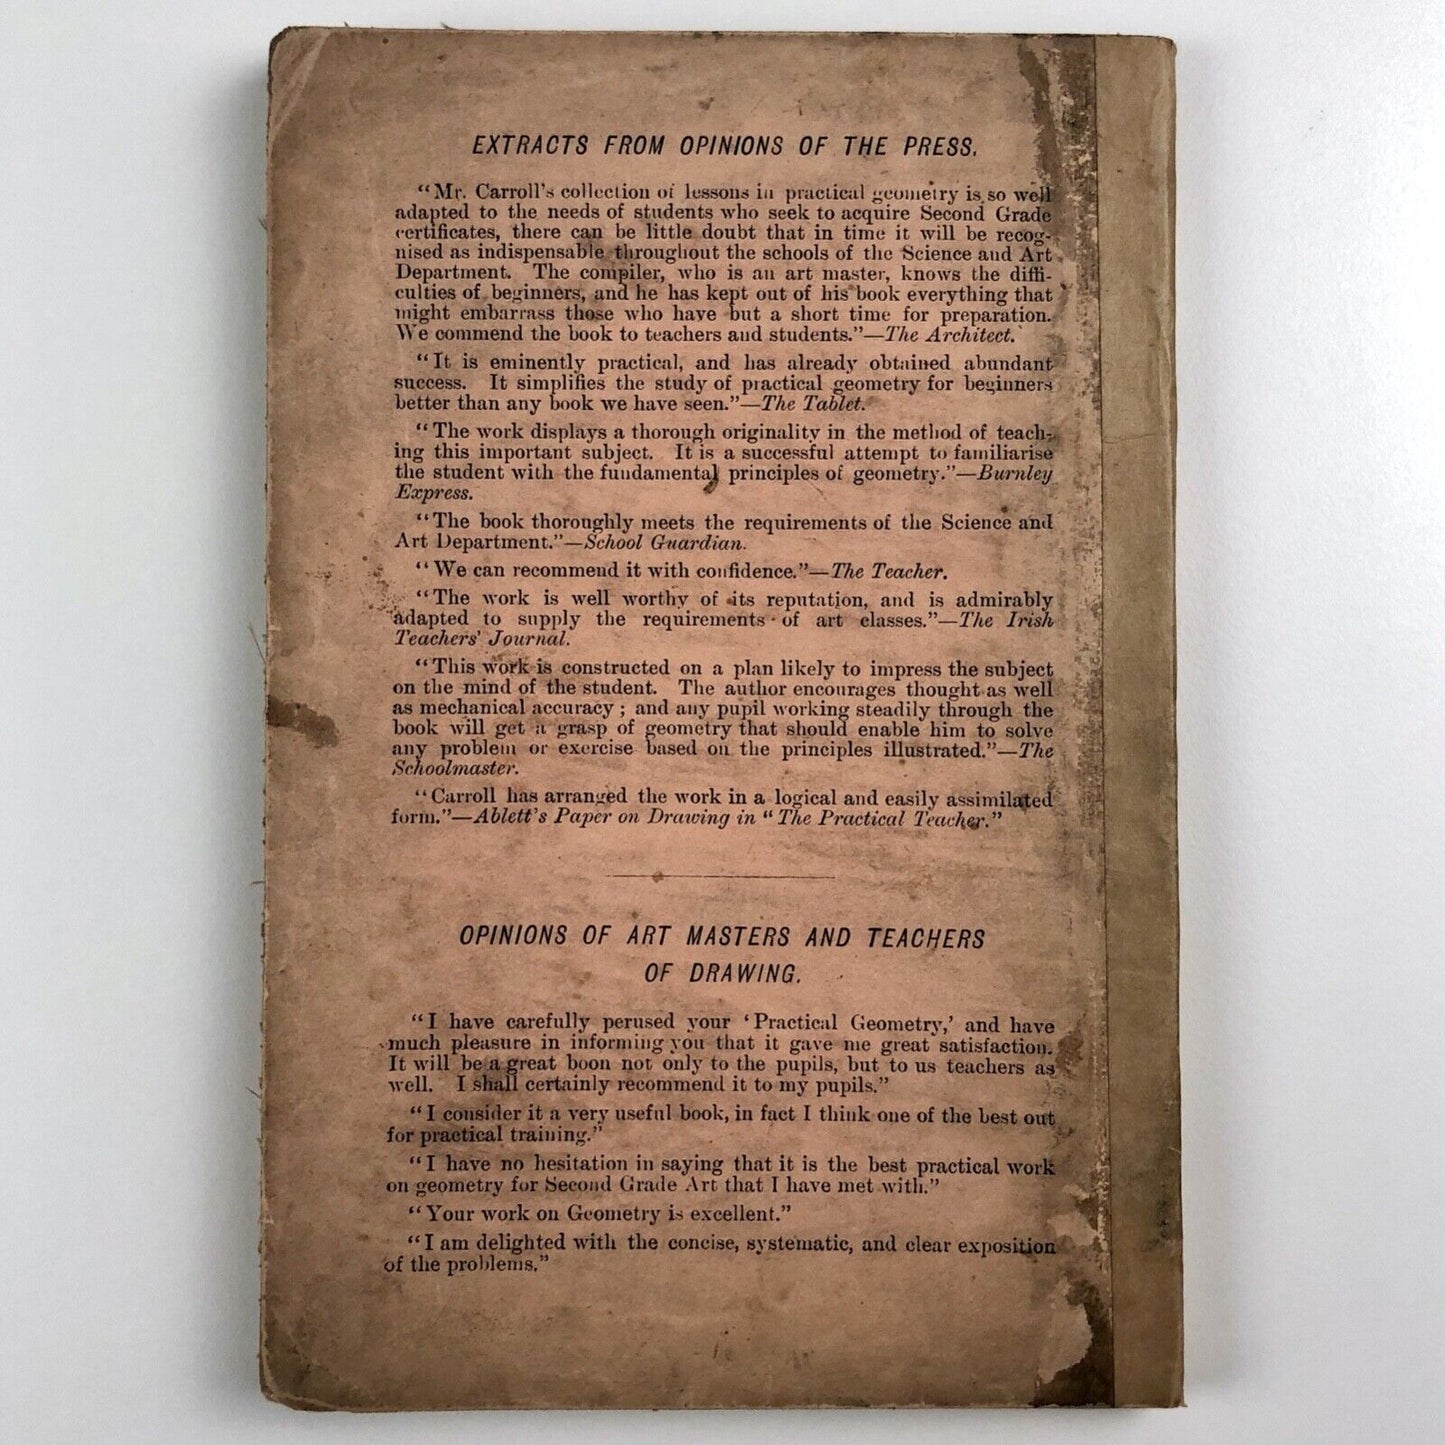 EXTRACTS FROM OPINIONS OF THE PRESS.
“Mr. Carroll’s collection of lessons in practical geometry is so well
adapted to the needs of students who seek to acquire Second Grade
certificates, there can be little doubt that in time it will be recog-
nised as indispensable throughout the schools of the Science and Art
Department. The compiler, who is an art master, knows the diffi-
culties of beginners, and he has kept out of his book everything that
might embarrass those who have but a short time for preparation.
We commend the book to teachers and students.”—The Architect.
“It is eminently practical, and has already obtained abundant
success. It simplifies the study of practical geometry for beginners
better than any book we have seen.”—The Tablet.
“The work displays a thorough originality in the method of teach-
ing this important subject. It is a successful attempt to familiarise
the student with the fundamental principles of geometry.”—Burnley
Express.
“The book thoroughly meets the requirements of the Science and
Art Department.”—School Guardian.
“We can recommend it with confidence.”—The Teacher.
“The work is well worthy of its reputation, and is admirably
adapted to supply the requirements of art classes.”—The Irish
Teachers’ Journal.
“This work is constructed on a plan likely to impress the subject
on the mind of the student. The author encourages thought as well
as mechanical accuracy; and any pupil working steadily through the
book will get a grasp of geometry that should enable him to solve
any problem or exercise based on the principles illustrated.”—The
Schoolmaster.
“Carroll has arranged the work in a logical and easily assimilated
form.”—Ablett’s Paper on Drawing in “The Practical Teacher.”
OPINIONS OF ART MASTERS AND TEACHERS
OF DRAWING.
“I have carefully perused your ‘Practical Geometry,’ and have
much pleasure in informing you that it gave me great satisfaction.
It will be a great boon not only to the pupils, but to us teachers as
well. I shall certainly recommend it to my pupils.”
“I consider it a very useful book, in fact I think one of the best out
for practical training.”
“I have no hesitation in saying that it is the best practical work
on geometry for Second Grade Art that I have met with.”
“Your work on Geometry is excellent.”
“I am delighted with the concise, systematic, and clear exposition
of the problems.”